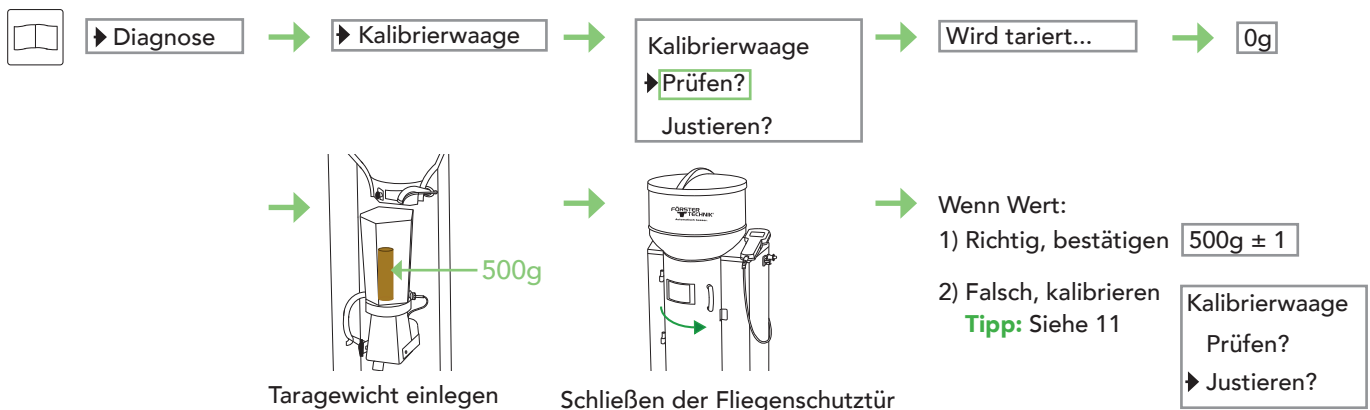 Diagnose
Kalibrierwaage
Kalibrierwaage
Prüfen?
Justieren?
Wird tariert...
0g
500g
FÖRSTER
TECHNIK
Wenn Wert:
1) Richtig, bestätigen 500g ± 1
2) Falsch, kalibrieren
Tipp: Siehe 11
Kalibrierwaage
Prüfen?
Justieren?
Taragewicht einlegen
Schließen der Fliegenschutztür